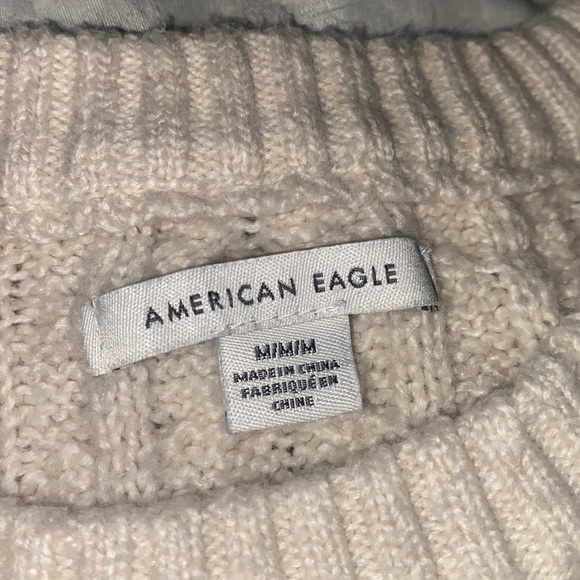 AMERICAN EAGLE
M/M/M
MADE IN CHINA
FABRIQUÉ EN
CHINE